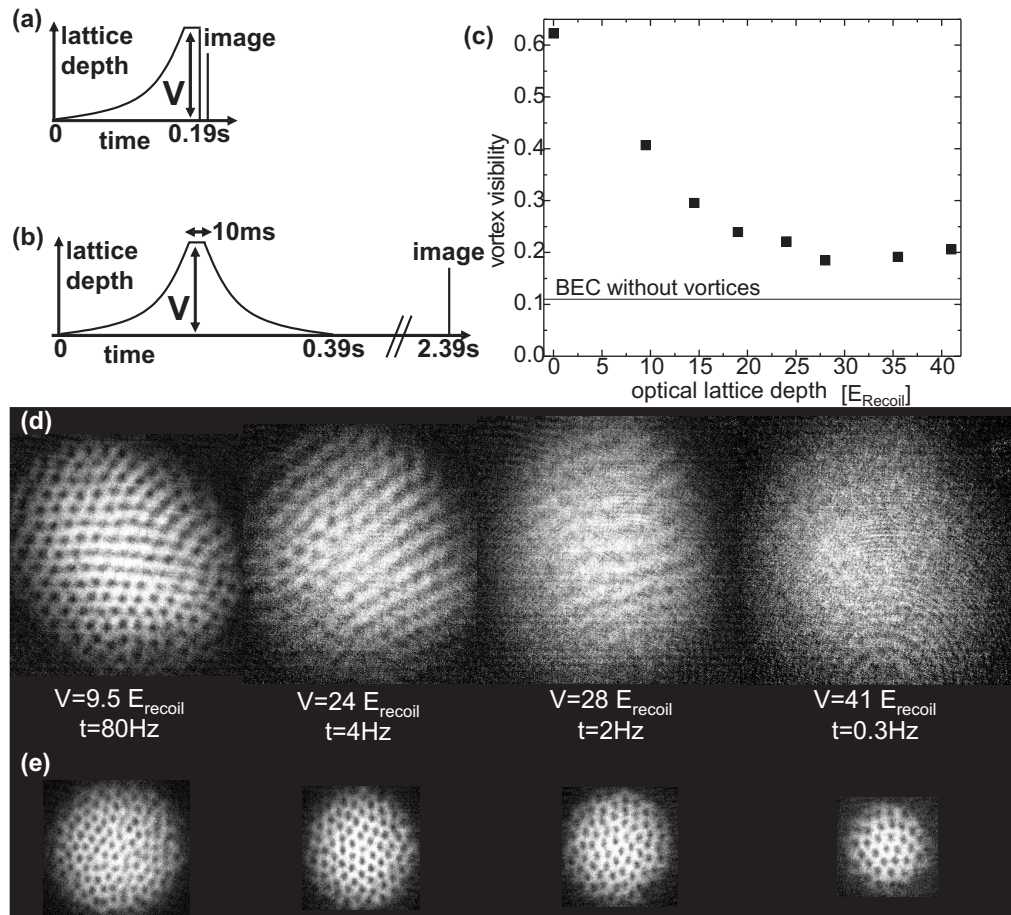 (a)
lattice
depth
image
V
0
time
0.19s
(b)
lattice
depth
10ms
image
V
0
time
0.39s
2.39s
(c)
vortex visibility
0.6
0.5
0.4
0.3
0.2
0.1
0.0
BEC without vortices
0 5 10 15 20 25 30 35 40
optical lattice depth [E_Recoil]
(d)
V=9.5 E_recoil
t=80Hz
V=24 E_recoil
t=4Hz
V=28 E_recoil
t=2Hz
V=41 E_recoil
t=0.3Hz
(e)